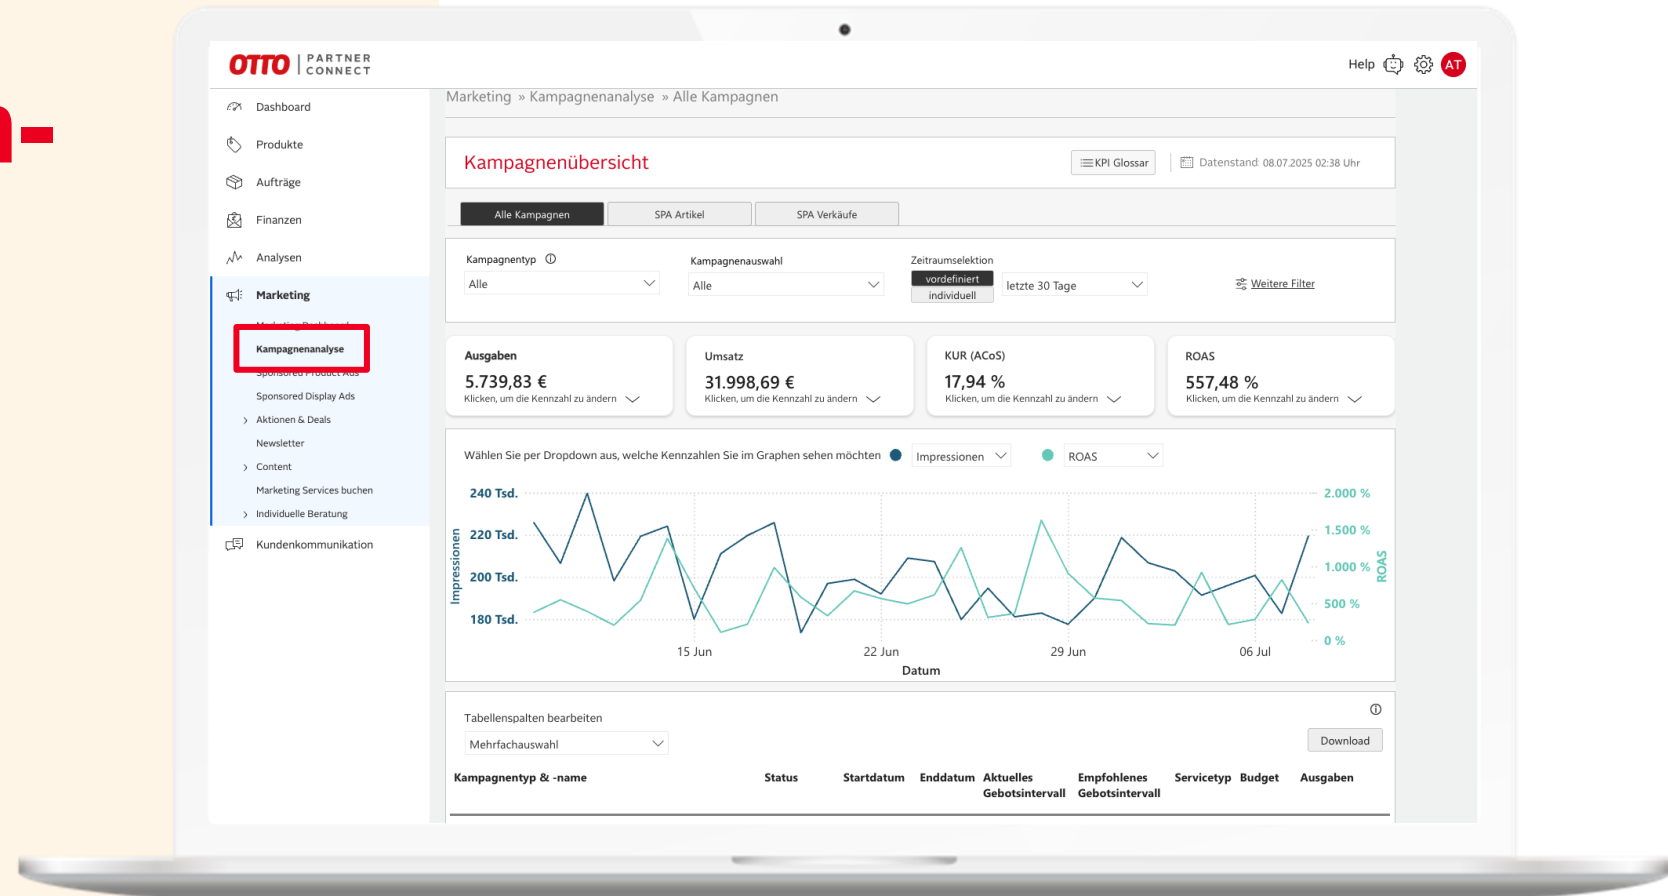 OTTO | PARTNER CONNECT
Help
AT
Dashboard
Produkte
Aufträge
Finanzen
Analysen
Marketing
Marketing Dashboard
Kampagnenanalyse
Sponsored Product Ads
Sponsored Display Ads
Aktionen & Deals
Newsletter
Content
Marketing Services buchen
Individuelle Beratung
Kundenkommunikation
Marketing » Kampagnenanalyse » Alle Kampagnen
Kampagnenübersicht
KPI Glossar
Datenstand: 08.07.2025 02:38 Uhr
Alle Kampagnen
SPA Artikel
SPA Verkäufe
Kampagnentyp
Alle
Kampagnenauswahl
Alle
Zeitraumselektion
vordefiniert
individuell
letzte 30 Tage
Weitere Filter
Ausgaben
5.739,83 €
Klicken, um die Kennzahl zu ändern
Umsatz
31.998,69 €
Klicken, um die Kennzahl zu ändern
KUR (ACoS)
17,94 %
Klicken, um die Kennzahl zu ändern
ROAS
557,48 %
Klicken, um die Kennzahl zu ändern
Wählen Sie per Dropdown aus, welche Kennzahlen Sie im Graphen sehen möchten
Impressionen
ROAS
240 Tsd.
220 Tsd.
200 Tsd.
180 Tsd.
Impressionen
2.000 %
1.500 %
1.000 %
500 %
0 %
ROAS
15 Jun
22 Jun
29 Jun
06 Jul
Datum
Tabellenspalten bearbeiten
Mehrfachauswahl
Download
Kampagnentyp & -name
Status
Startdatum
Enddatum
Aktuelles
Gebotsintervall
Empfohlenes
Gebotsintervall
Servicetyp
Budget
Ausgaben